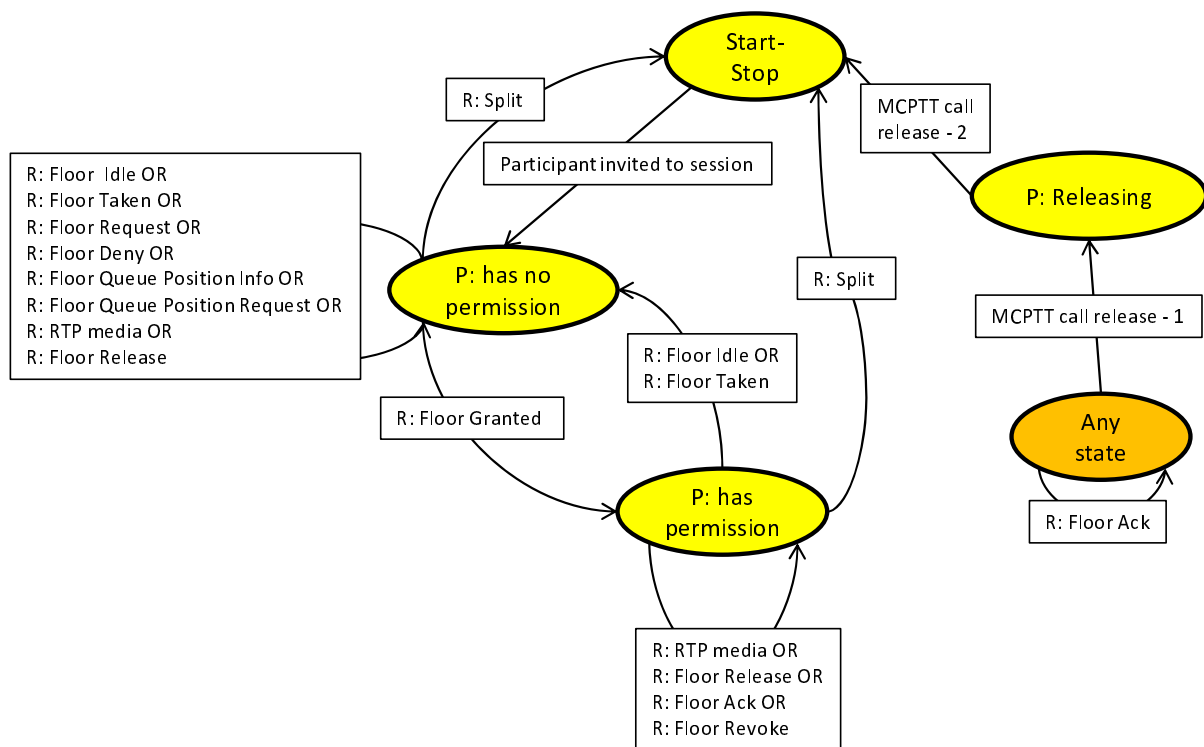 Start-
Stop
R: Split
MCPTT call
release - 2
Participant invited to session
R: Floor Idle OR
R: Floor Taken OR
R: Floor Request OR
R: Floor Deny OR
R: Floor Queue Position Info OR
R: Floor Queue Position Request OR
R: RTP media OR
R: Floor Release
P: Releasing
P: has no
permission
R: Split
MCPTT call release - 1
R: Floor Idle OR
R: Floor Taken
R: Floor Granted
Any
state
P: has
permission
R: Floor Ack
R: RTP media OR
R: Floor Release OR
R: Floor Ack OR
R: Floor Revoke